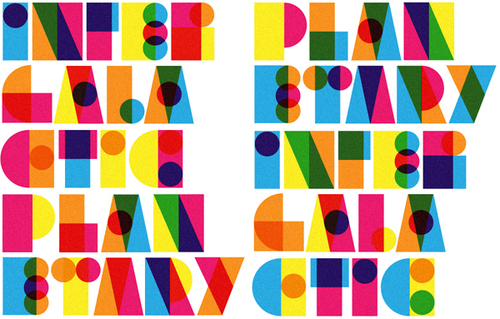 INTER
GALA
CTIC
PLAN
ETARY
PLAN
ETARY
INTER
GALA
CTIC